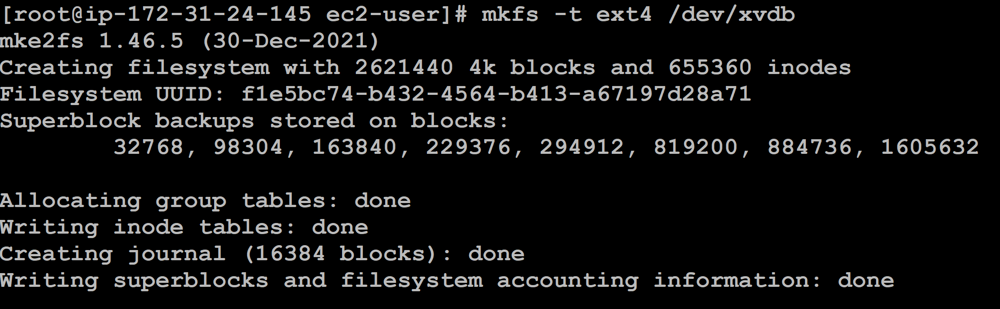 [root@ip-172-31-24-145 ec2-user]# mkfs -t ext4 /dev/xvdb
mke2fs 1.46.5 (30-Dec-2021)
Creating filesystem with 2621440 4k blocks and 655360 inodes
Filesystem UUID: f1e5bc74-b432-4564-b413-a67197d28a71
Superblock backups stored on blocks:
        32768, 98304, 163840, 229376, 294912, 819200, 884736, 1605632

Allocating group tables: done
Writing inode tables: done
Creating journal (16384 blocks): done
Writing superblocks and filesystem accounting information: done